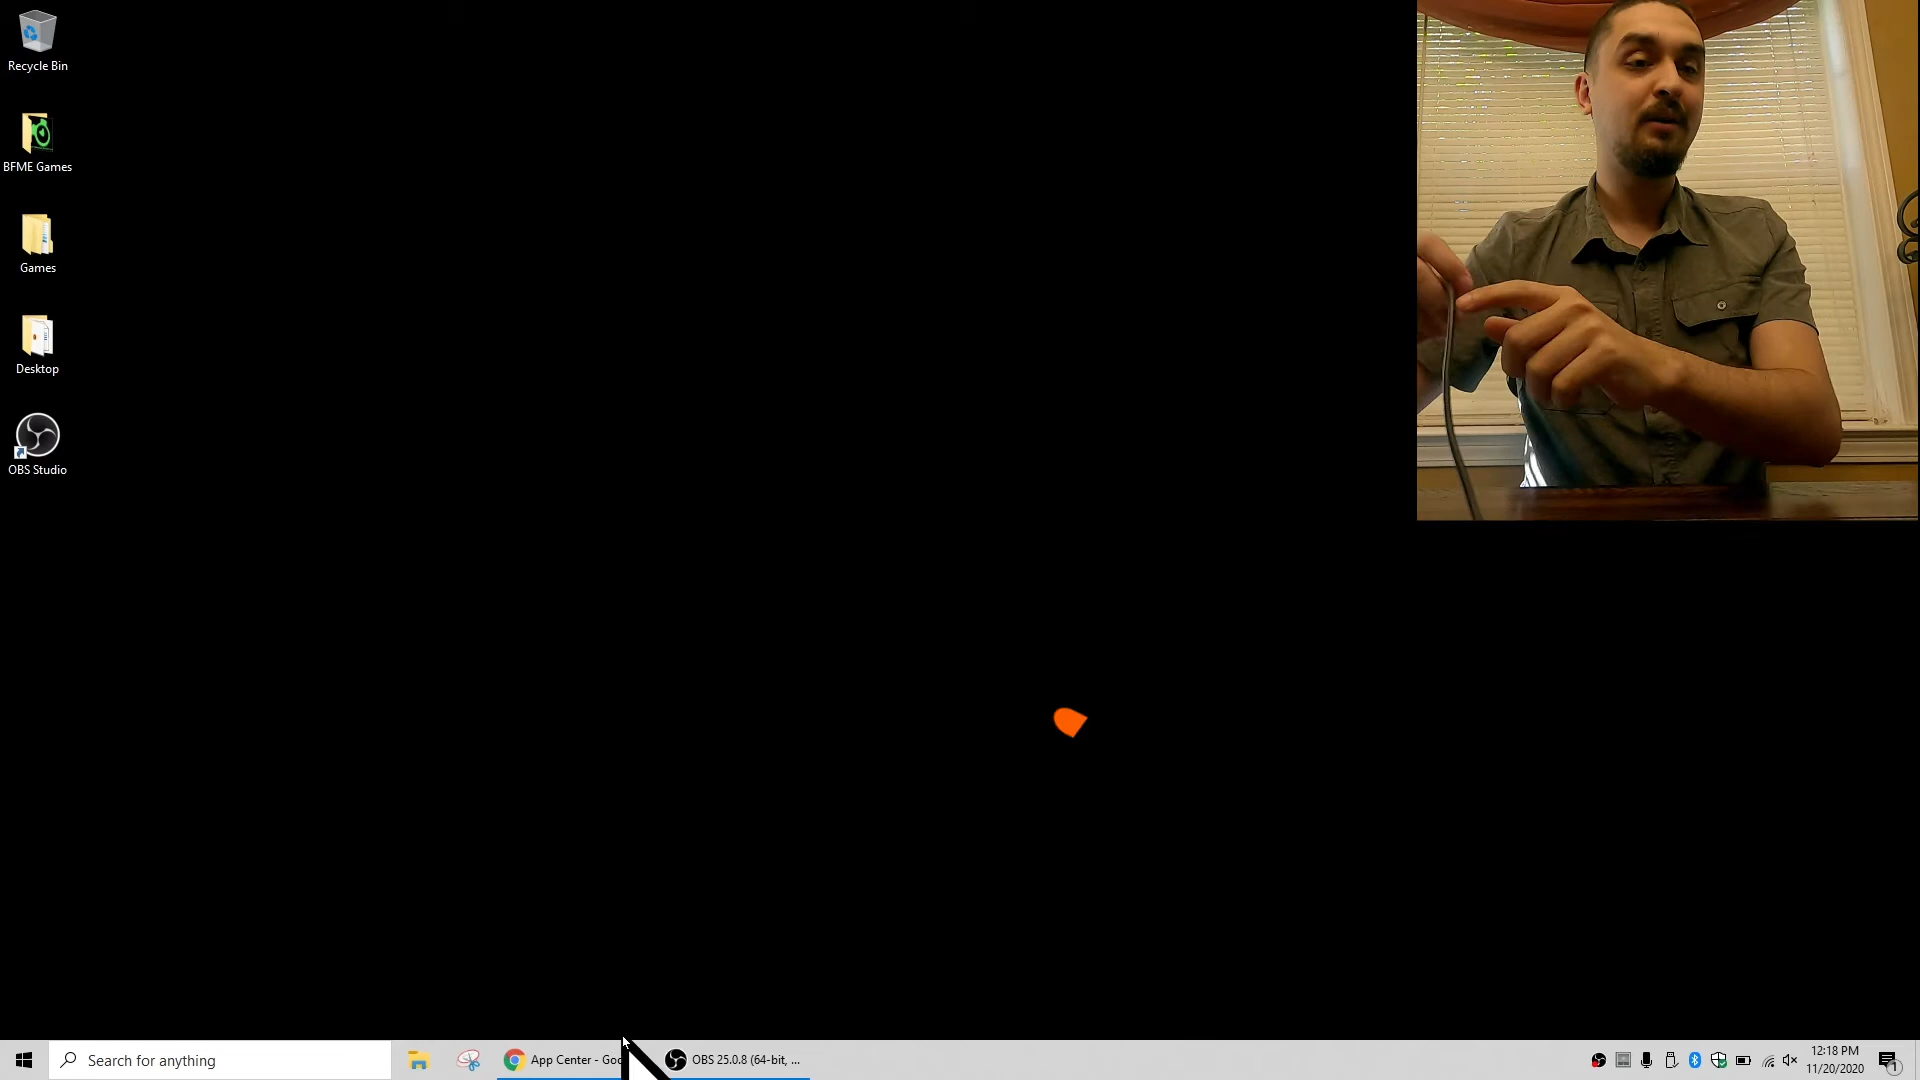 Recycle Bin
BFME Games
Games
Desktop
OBS Studio
Search for anything
App Center - Goo
OBS 25.0.8 (64-bit, ...
12:18 PM
11/20/2020
1